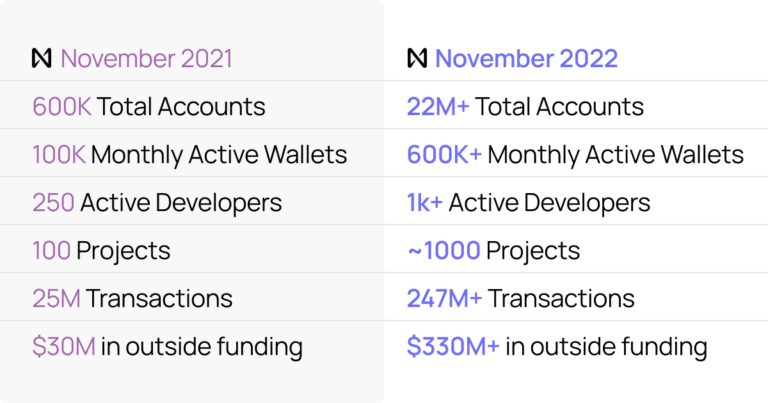 November 2021
600K Total Accounts
100K Monthly Active Wallets
250 Active Developers
100 Projects
25M Transactions
$30M in outside funding
November 2022
22M+ Total Accounts
600K+ Monthly Active Wallets
1k+ Active Developers
~1000 Projects
247M+ Transactions
$330M+ in outside funding